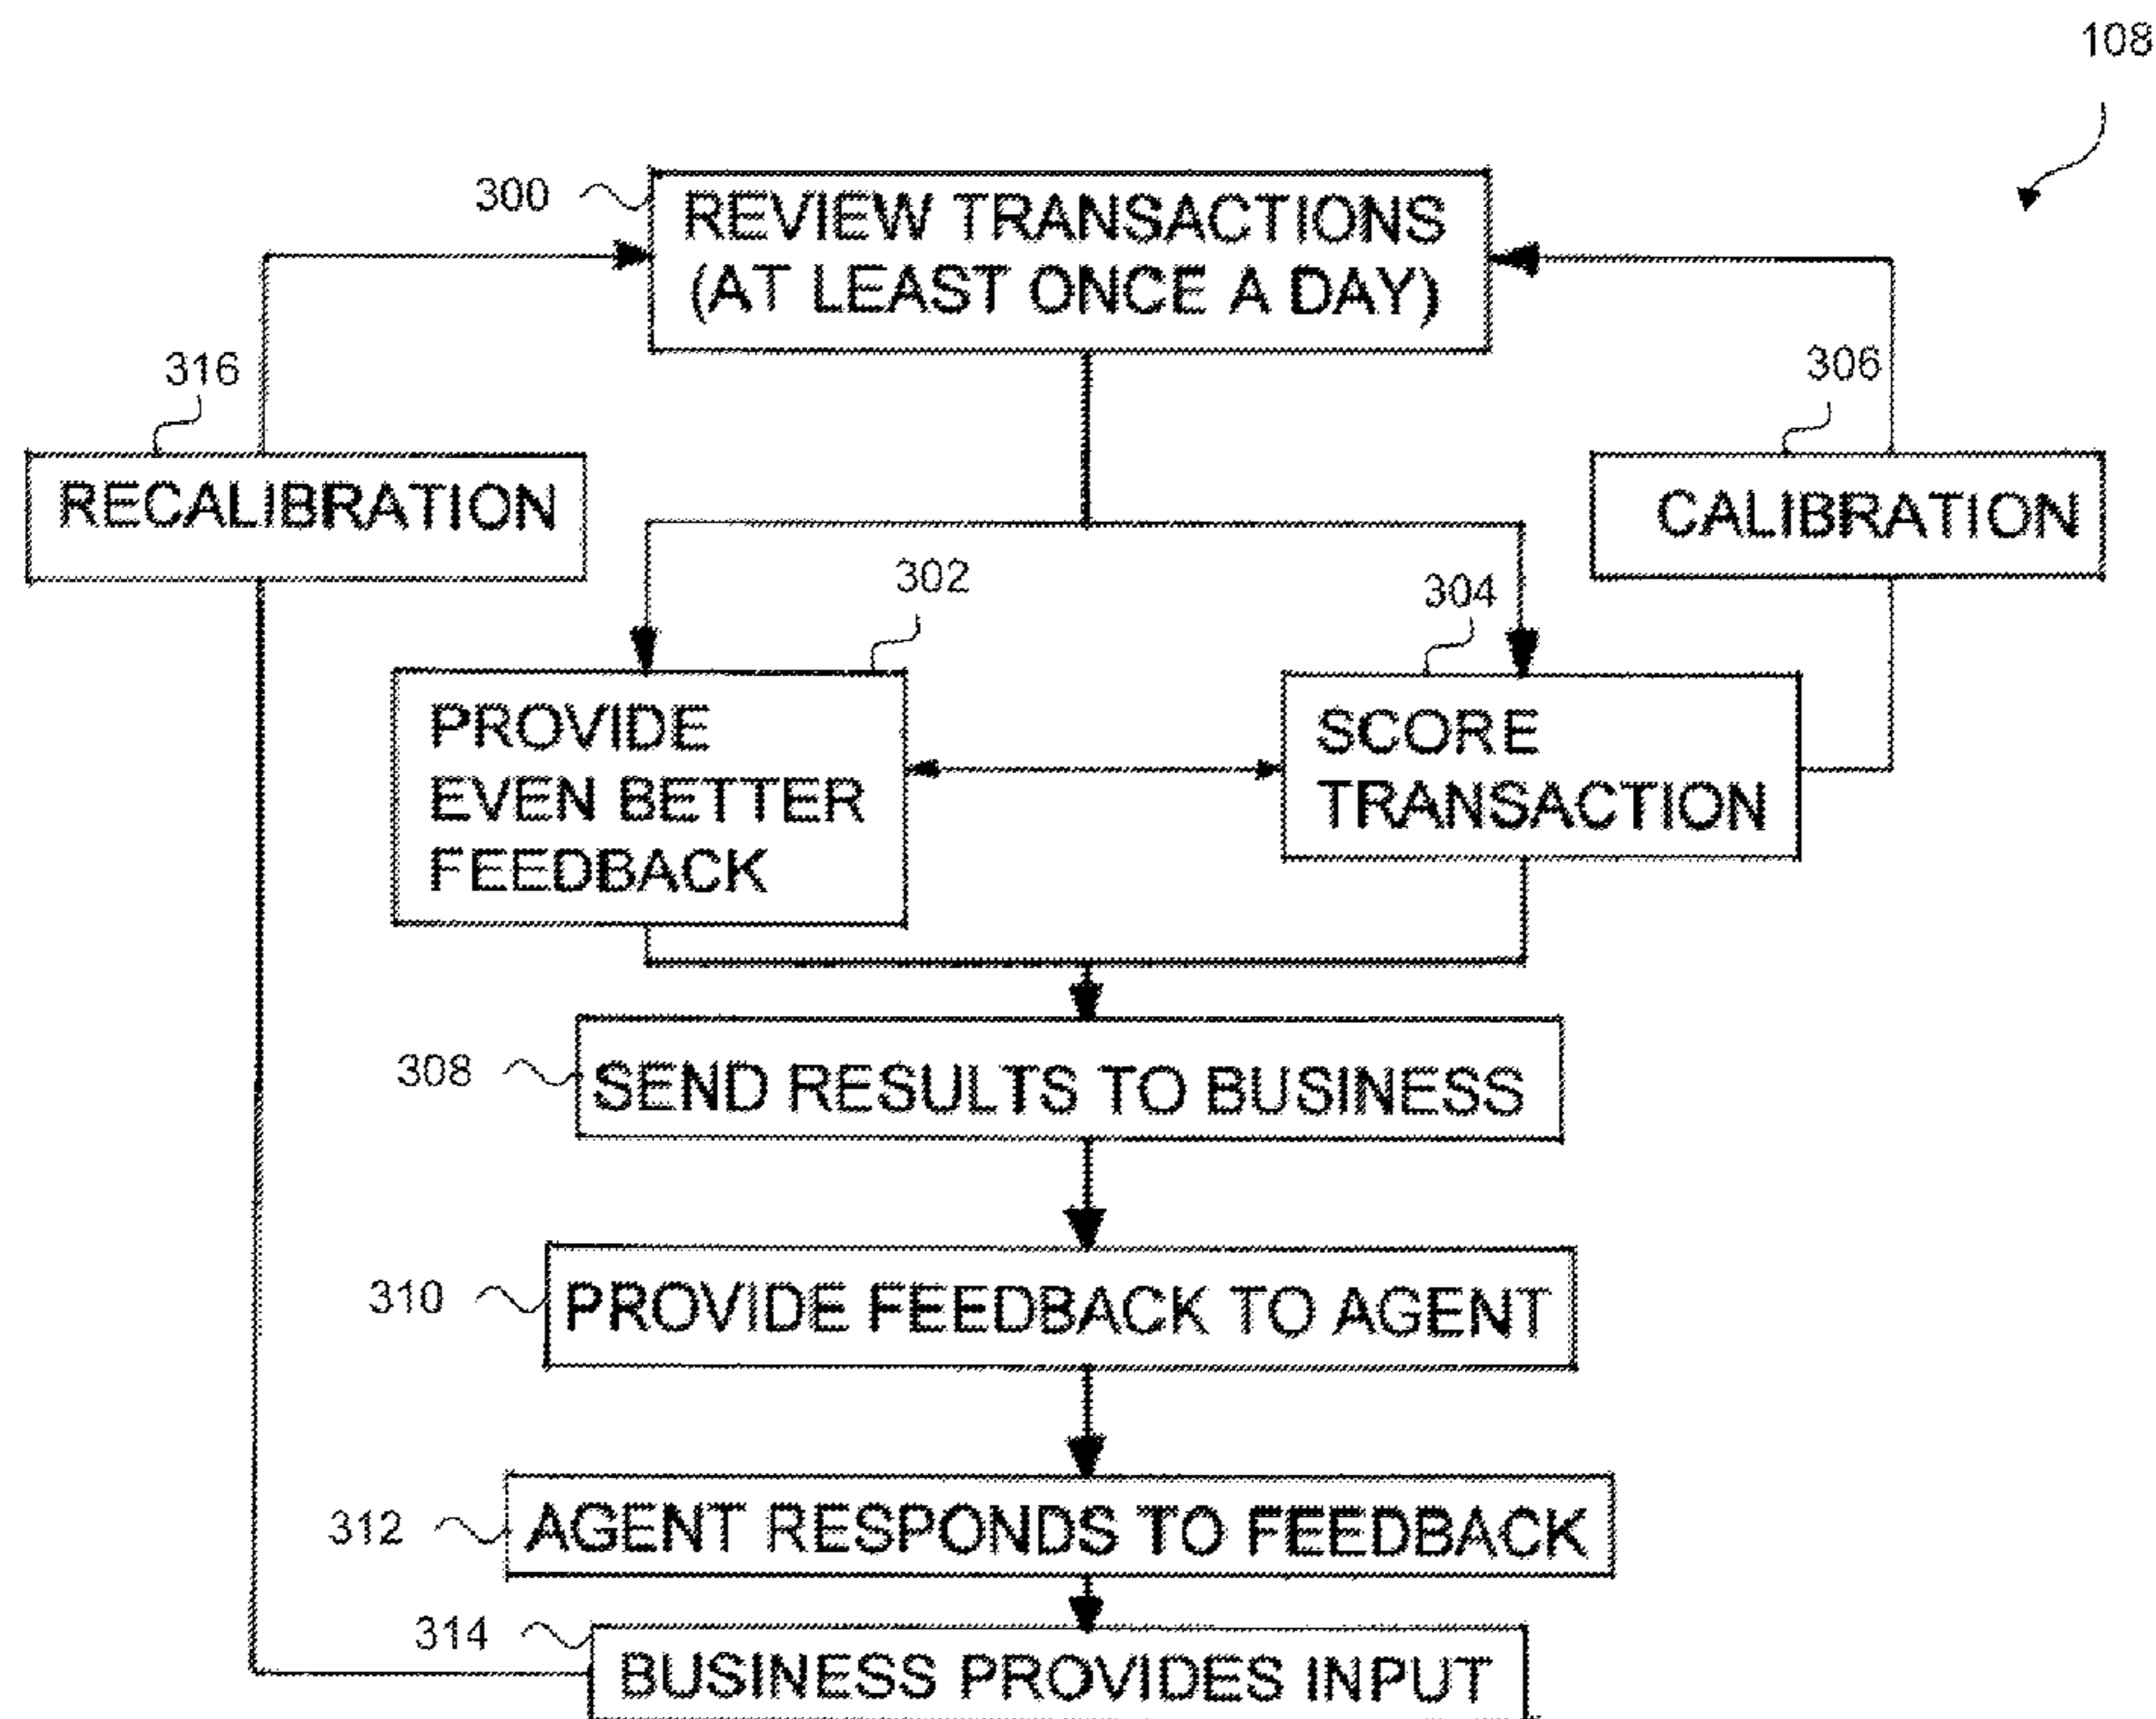 108
300
REVIEW TRANSACTIONS
(AT LEAST ONCE A DAY)
316
306
RECALIBRATION
CALIBRATION
302
304
PROVIDE
EVEN BETTER
FEEDBACK
SCORE
TRANSACTION
308
SEND RESULTS TO BUSINESS
310
PROVIDE FEEDBACK TO AGENT
312
AGENT RESPONDS TO FEEDBACK
314
BUSINESS PROVIDES INPUT